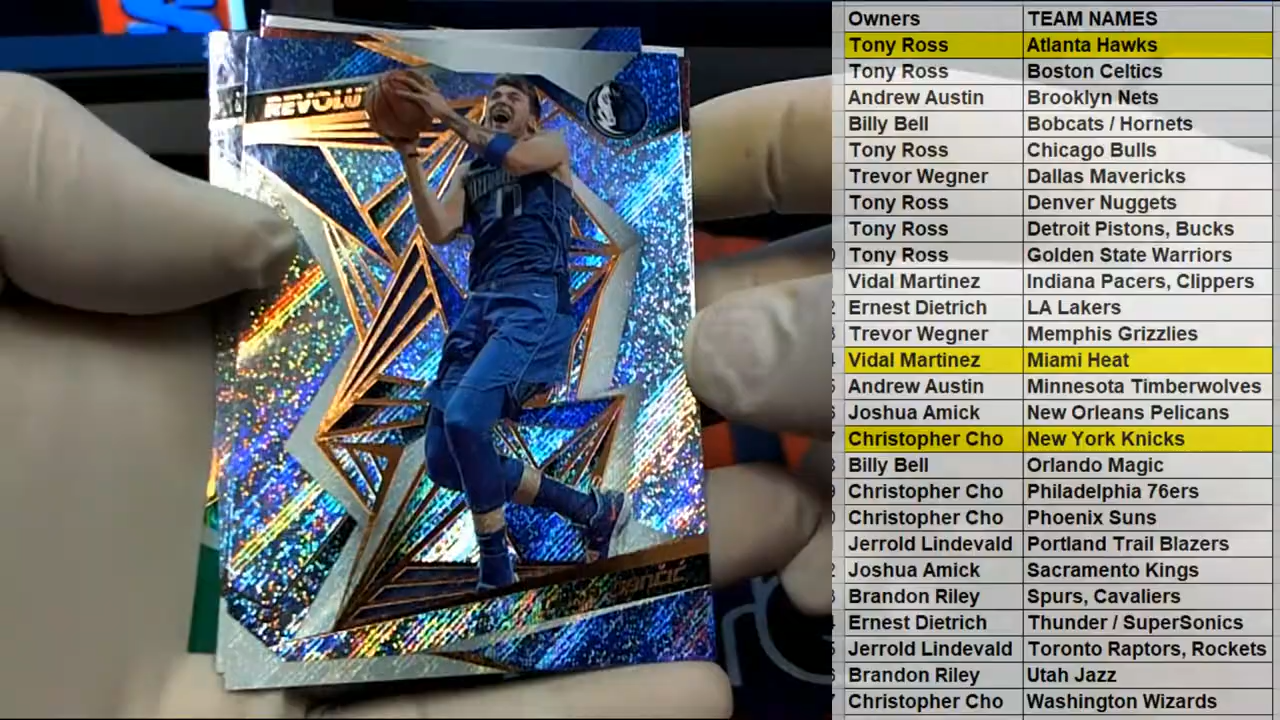 REVOLU
17
NČIĆ
Owners TEAM NAMES
Tony Ross Atlanta Hawks
Tony Ross Boston Celtics
Andrew Austin Brooklyn Nets
Billy Bell Bobcats / Hornets
Tony Ross Chicago Bulls
Trevor Wegner Dallas Mavericks
Tony Ross Denver Nuggets
Tony Ross Detroit Pistons, Bucks
Tony Ross Golden State Warriors
Vidal Martinez Indiana Pacers, Clippers
Ernest Dietrich LA Lakers
Trevor Wegner Memphis Grizzlies
Vidal Martinez Miami Heat
Andrew Austin Minnesota Timberwolves
Joshua Amick New Orleans Pelicans
Christopher Cho New York Knicks
Billy Bell Orlando Magic
Christopher Cho Philadelphia 76ers
Christopher Cho Phoenix Suns
Jerrold Lindevald Portland Trail Blazers
Joshua Amick Sacramento Kings
Brandon Riley Spurs, Cavaliers
Ernest Dietrich Thunder / SuperSonics
Jerrold Lindevald Toronto Raptors, Rockets
Brandon Riley Utah Jazz
Christopher Cho Washington Wizards